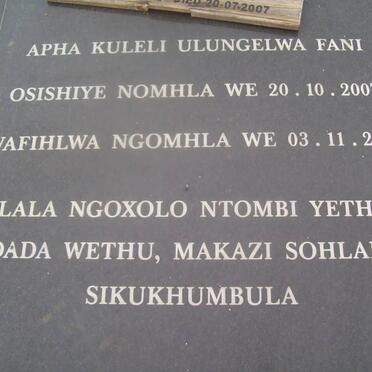 DIED 20-07-2007
APHA KULELI ULUNGELWA FANI
OSISHIYE NOMHLA WE 20.10.2007
WAFIHLWA NGOMHLA WE 03.11.2
LALA NGOXOLO NTOMBI YETH
DADA WETHU, MAKAZI SOHLA
SIKUKHUMBULA